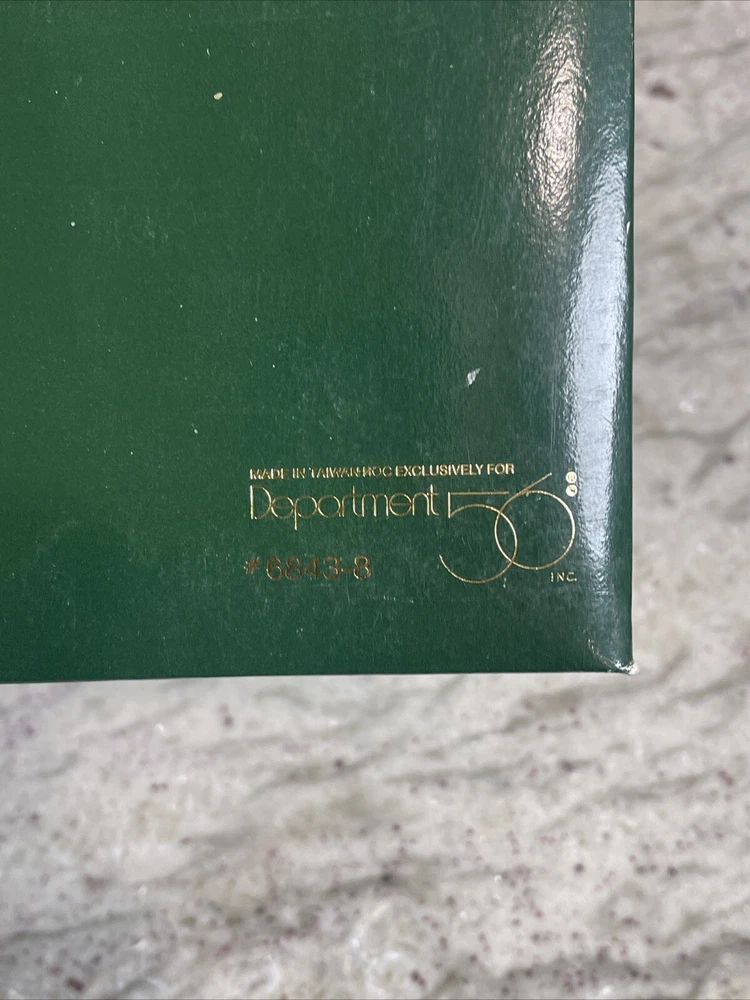 MADE IN TAIWAN ROC EXCLUSIVELY FOR
Department 56
INC.
#6843-8